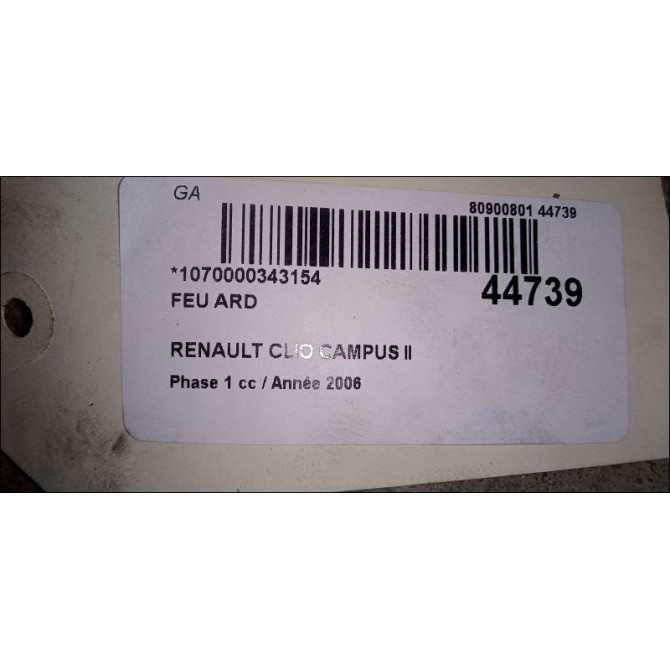 GA
80900801 44739
*1070000343154
44739
FEU ARD
RENAULT CLIO CAMPUS II
Phase 1 cc / Année 2006